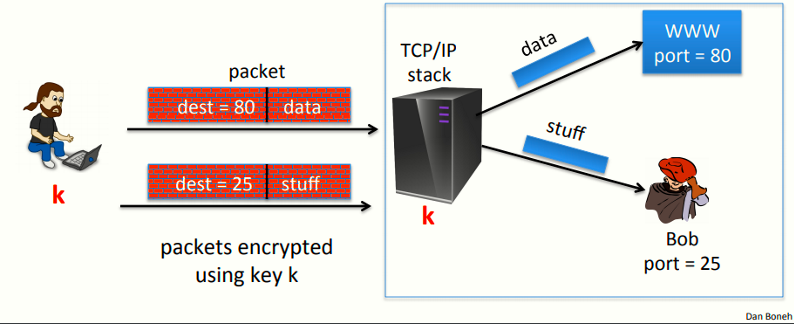 packet
dest = 80 data
k
dest = 25 stuff
packets encrypted
using key k
TCP/IP
stack
k
data
WWW
port = 80
stuff
Bob
port = 25
Dan Boneh